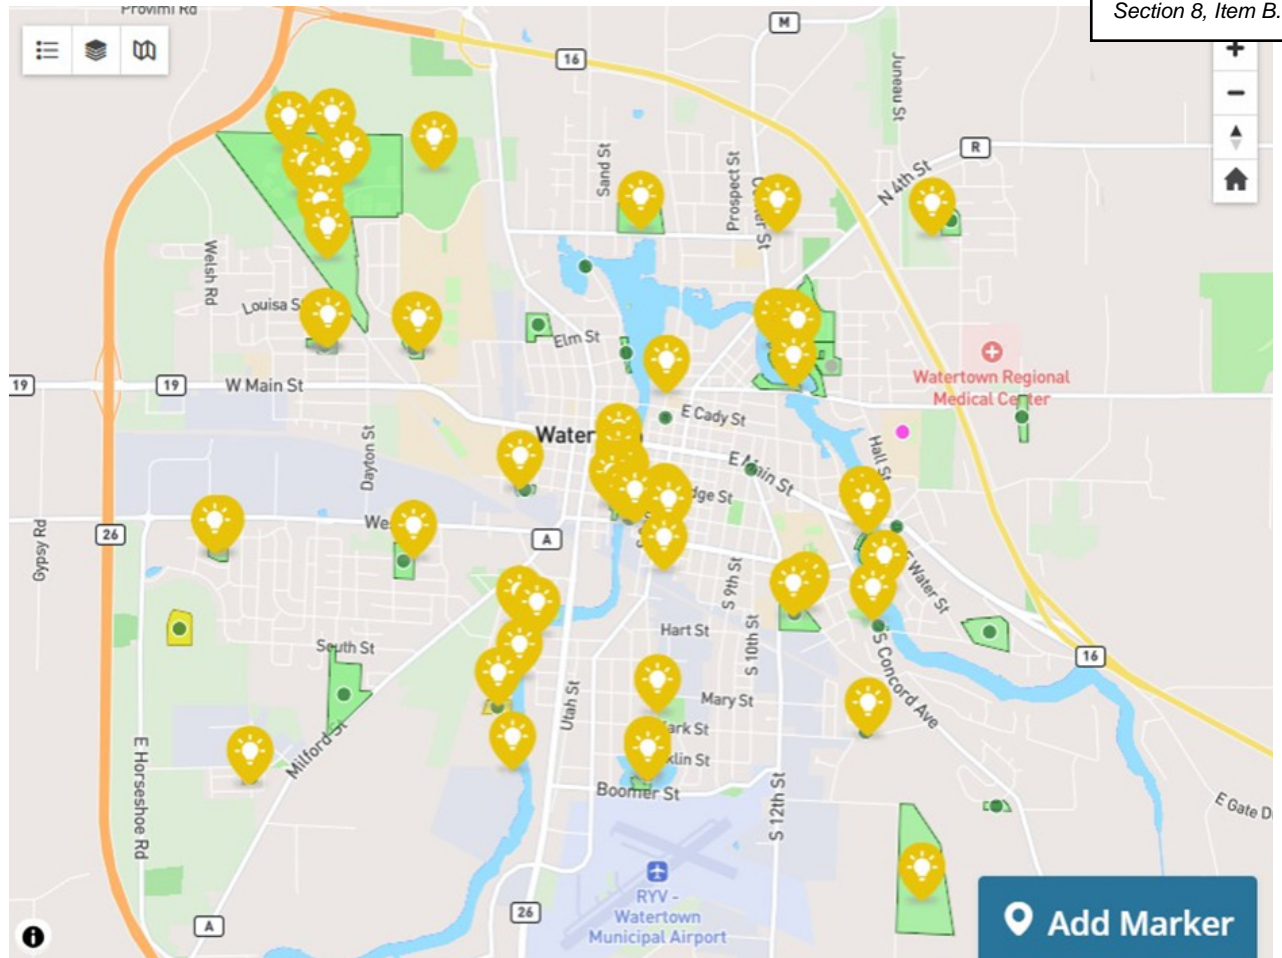 Provimi Rd
Section 8, Item B.
M
16
Juneau St
R
Sand St
Prospect St
N 4th St
Welsh Rd
Louisa S
Elm St
19
19
W Main St
Watertown Regional
Medical Center
E Cady St
Water
E Main St
Hall St
dge St
Dayton St
We
A
26
Gypsy Rd
S 9th St
E Water St
Hart St
S 10th St
South St
16
S Concord Ave
Mary St
Utah St
ark St
klin St
Milford St
E Horseshoe Rd
Boomer St
S 12th St
E Gate D
RYV -
Watertown
Municipal Airport
26
A
Add Marker